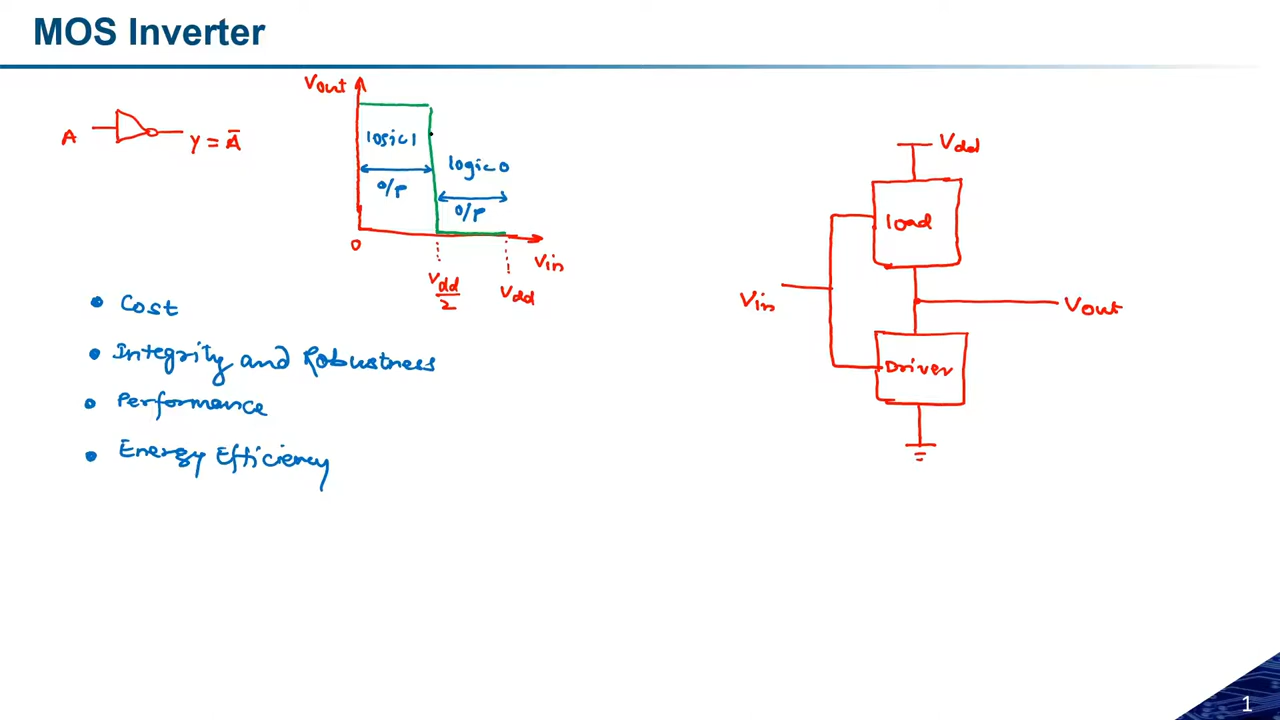 MOS Inverter
A
Y = Ā
Vout
logic 1
O/P
logic 0
O/P
0
Vdd/2
Vdd
Vin
• Cost
• Integrity and Robustness
• Performance
• Energy Efficiency
Vdd
load
Vin
Vout
Driver
1